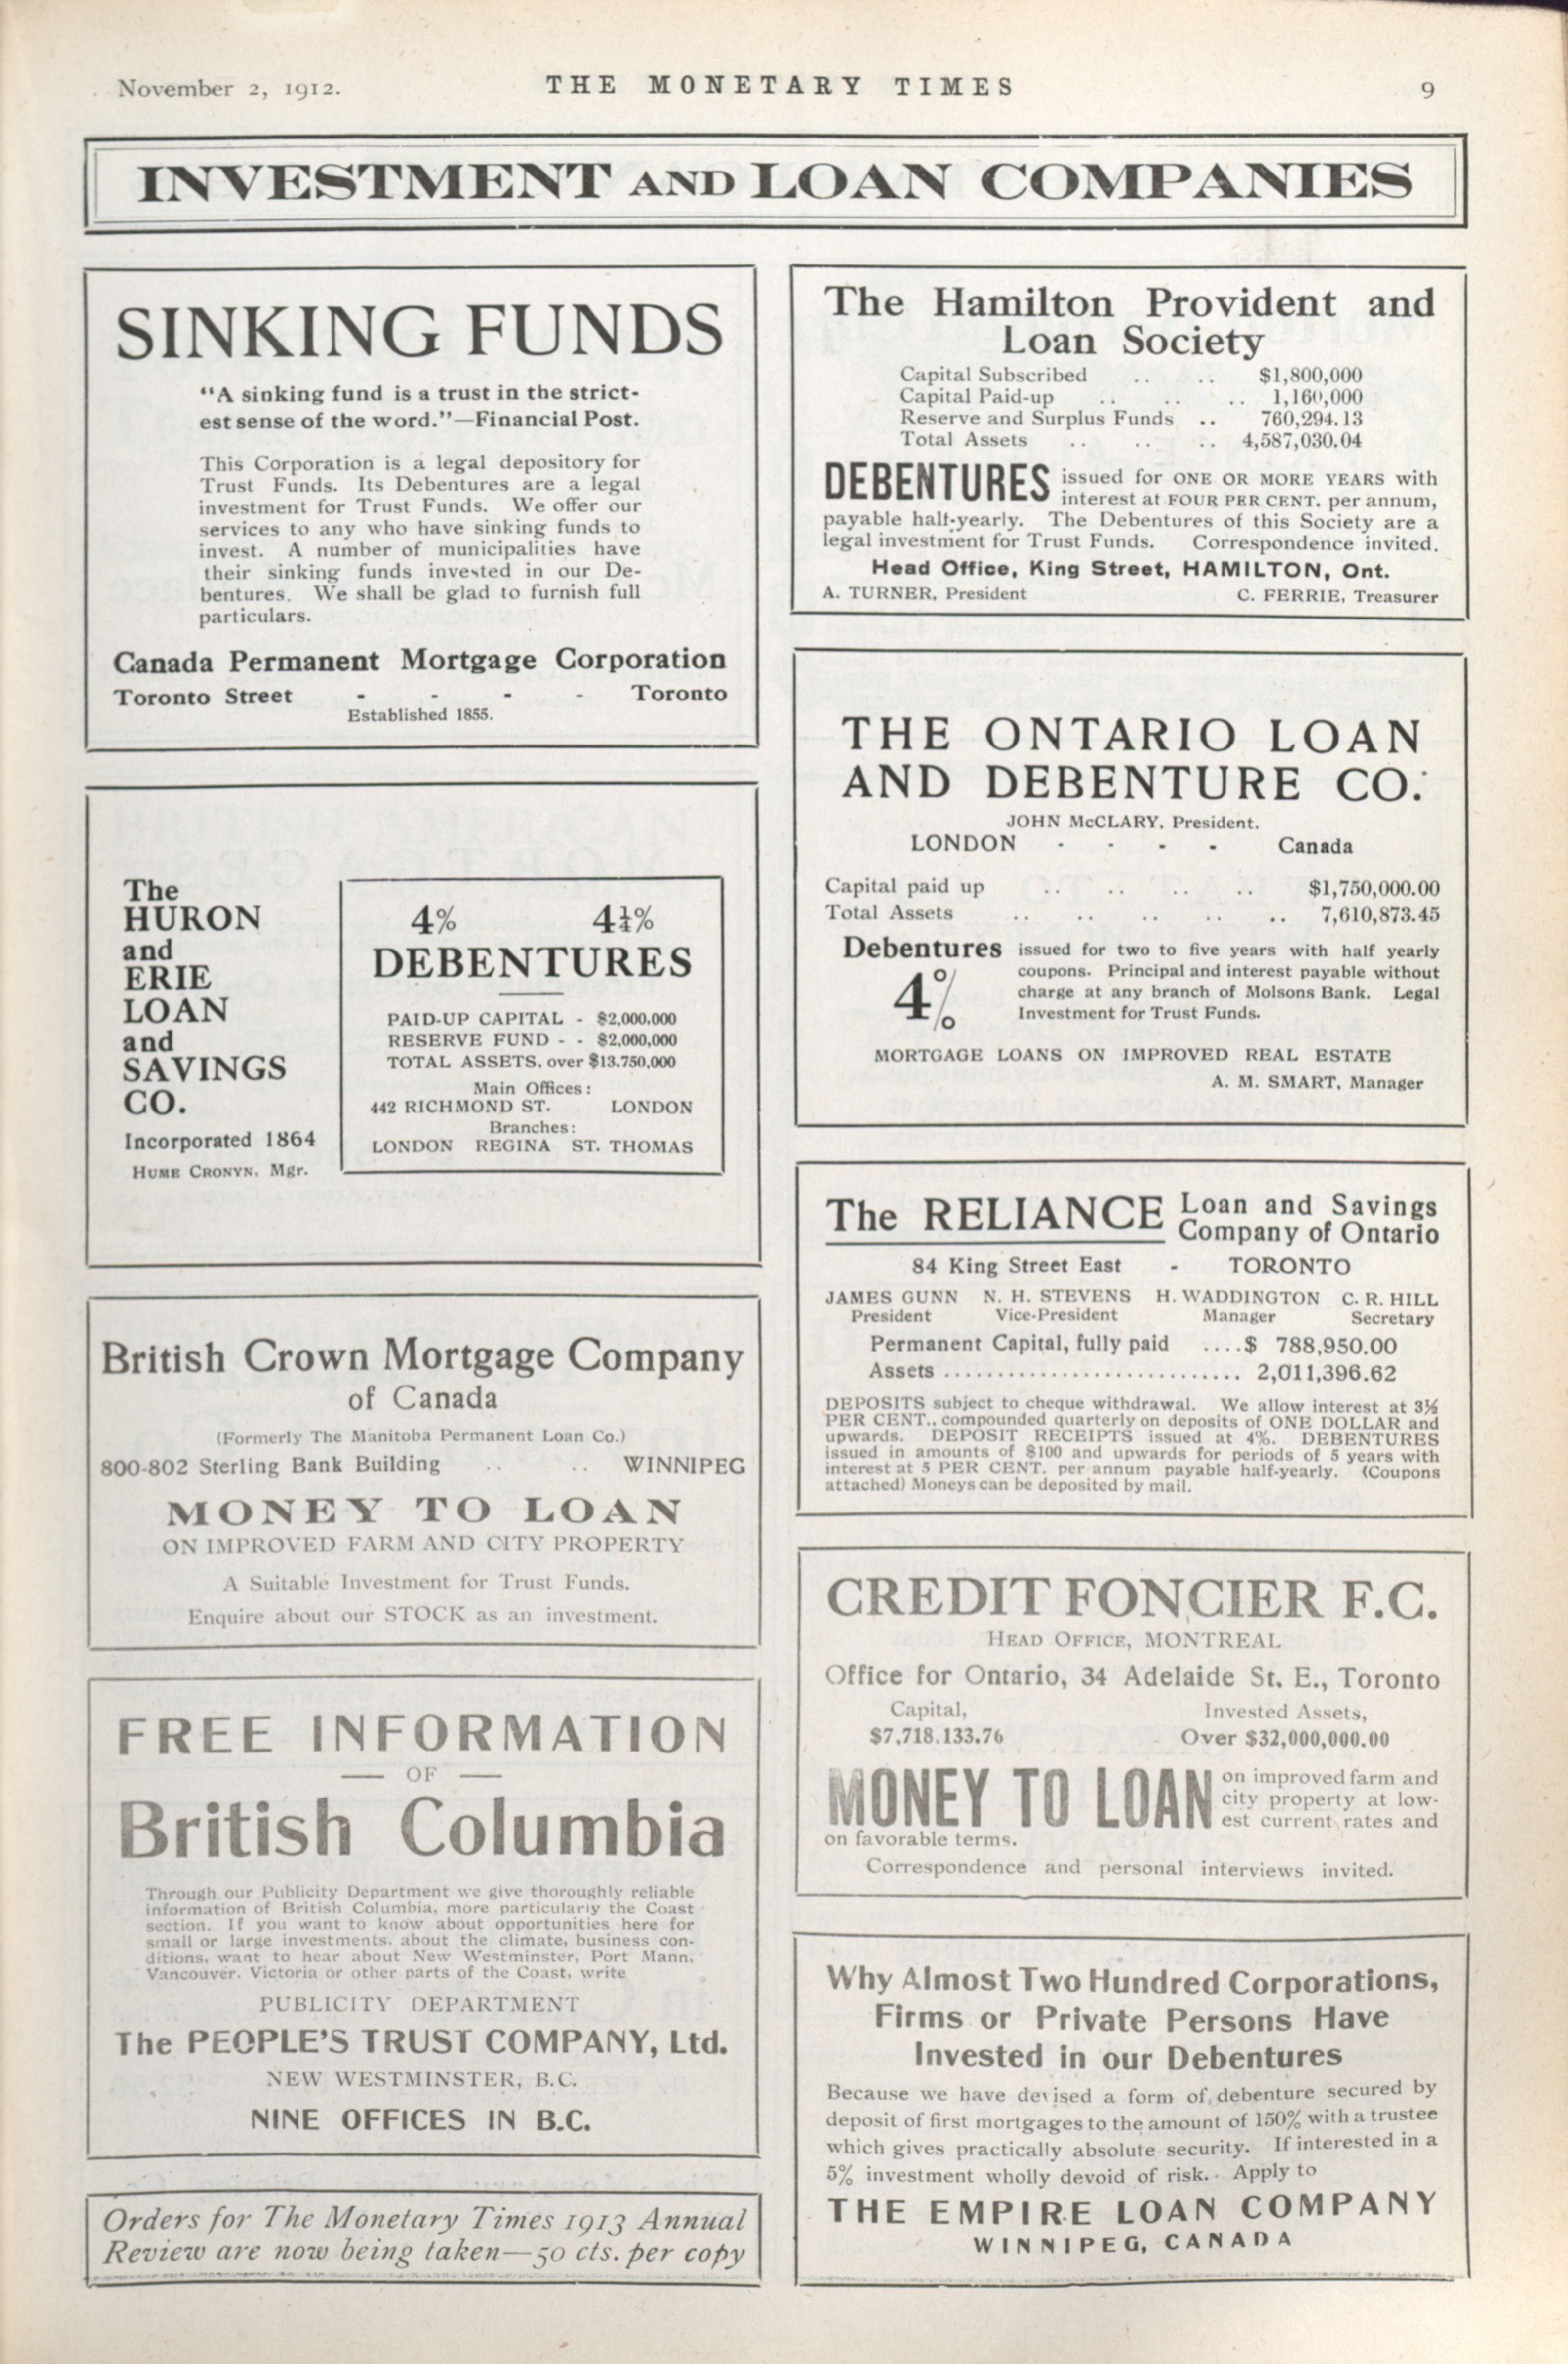 November 2, 1912.
THE MONETARY TIMES
9
INVESTMENT AND LOAN COMPANIES
SINKING FUNDS
"A sinking fund is a trust in the strict-
est sense of the word."—Financial Post.
This Corporation is a legal depository for
Trust Funds. Its Debentures are a legal
investment for Trust Funds. We offer our
services to any who have sinking funds to
invest. A number of municipalities have
their sinking funds invested in our De-
bentures. We shall be glad to furnish full
particulars.
Canada Permanent Mortgage Corporation
Toronto Street - - - - Toronto
Established 1855.
The
HURON
and
ERIE
LOAN
and
SAVINGS
CO.
Incorporated 1864
HUME CRONYN, Mgr.
4% 4½%
DEBENTURES
PAID-UP CAPITAL - $2,000,000
RESERVE FUND - - $2,000,000
TOTAL ASSETS, over $13,750,000
Main Offices:
442 RICHMOND ST. LONDON
Branches:
LONDON REGINA ST. THOMAS
British Crown Mortgage Company
of Canada
(Formerly The Manitoba Permanent Loan Co.)
800-802 Sterling Bank Building .. .. WINNIPEG
MONEY TO LOAN
ON IMPROVED FARM AND CITY PROPERTY
A Suitable Investment for Trust Funds.
Enquire about our STOCK as an investment.
FREE INFORMATION
— OF —
British Columbia
Through our Publicity Department we give thoroughly reliable
information of British Columbia, more particularly the Coast
section. If you want to know about opportunities here for
small or large investments, about the climate, business con-
ditions, want to hear about New Westminster, Port Mann,
Vancouver, Victoria or other parts of the Coast, write
PUBLICITY DEPARTMENT
The PEOPLE'S TRUST COMPANY, Ltd.
NEW WESTMINSTER, B.C.
NINE OFFICES IN B.C.
Orders for The Monetary Times 1913 Annual
Review are now being taken—50 cts. per copy
The Hamilton Provident and
Loan Society
Capital Subscribed .. .. $1,800,000
Capital Paid-up .. .. .. 1,160,000
Reserve and Surplus Funds .. 760,294.13
Total Assets .. .. .. 4,587,030.04
DEBENTURES issued for ONE OR MORE YEARS with
interest at FOUR PER CENT. per annum,
payable half-yearly. The Debentures of this Society are a
legal investment for Trust Funds. Correspondence invited.
Head Office, King Street, HAMILTON, Ont.
A. TURNER, President C. FERRIE, Treasurer
THE ONTARIO LOAN
AND DEBENTURE CO.
JOHN McCLARY, President.
LONDON - - - - Canada
Capital paid up .. .. .. .. $1,750,000.00
Total Assets .. .. .. .. .. 7,610,873.45
Debentures issued for two to five years with half yearly
4% coupons. Principal and interest payable without
charge at any branch of Molsons Bank. Legal
Investment for Trust Funds.
MORTGAGE LOANS ON IMPROVED REAL ESTATE
A. M. SMART, Manager
The RELIANCE Loan and Savings
Company of Ontario
84 King Street East - TORONTO
JAMES GUNN N. H. STEVENS H. WADDINGTON C. R. HILL
President Vice-President Manager Secretary
Permanent Capital, fully paid ....$ 788,950.00
Assets ............................ 2,011,396.62
DEPOSITS subject to cheque withdrawal. We allow interest at 3½
PER CENT., compounded quarterly on deposits of ONE DOLLAR and
upwards. DEPOSIT RECEIPTS issued at 4%. DEBENTURES
issued in amounts of $100 and upwards for periods of 5 years with
interest at 5 PER CENT. per annum payable half-yearly. (Coupons
attached) Moneys can be deposited by mail.
CREDIT FONCIER F.C.
HEAD OFFICE, MONTREAL
Office for Ontario, 34 Adelaide St. E., Toronto
Capital, Invested Assets,
$7,718,133.76 Over $32,000,000.00
MONEY TO LOAN on improved farm and
city property at low-
est current rates and
on favorable terms.
Correspondence and personal interviews invited.
Why Almost Two Hundred Corporations,
Firms or Private Persons Have
Invested in our Debentures
Because we have devised a form of debenture secured by
deposit of first mortgages to the amount of 150% with a trustee
which gives practically absolute security. If interested in a
5% investment wholly devoid of risk. Apply to
THE EMPIRE LOAN COMPANY
WINNIPEG, CANADA